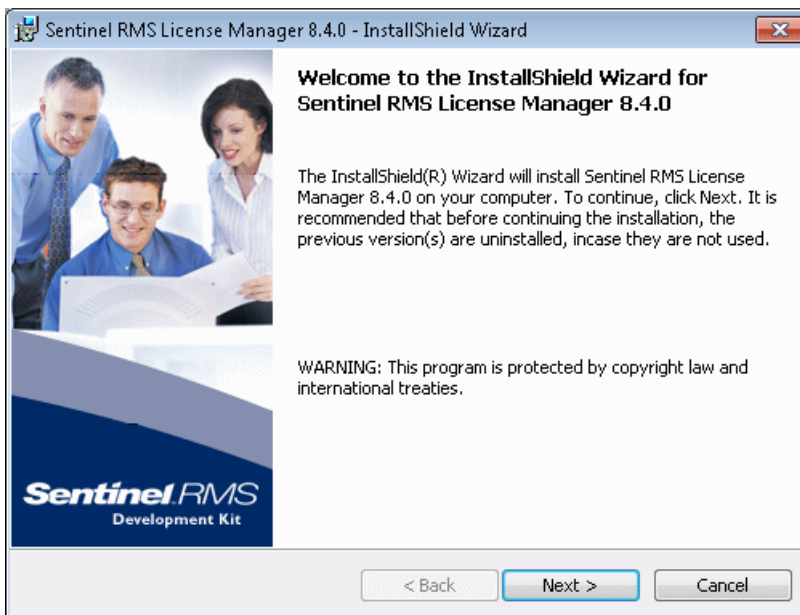 Sentinel RMS License Manager 8.4.0 - InstallShield Wizard
Welcome to the InstallShield Wizard for
Sentinel RMS License Manager 8.4.0
The InstallShield(R) Wizard will install Sentinel RMS License
Manager 8.4.0 on your computer. To continue, click Next. It is
recommended that before continuing the installation, the
previous version(s) are uninstalled, incase they are not used.
WARNING: This program is protected by copyright law and
international treaties.
Sentinel.RMS
Development Kit
< Back
Next >
Cancel